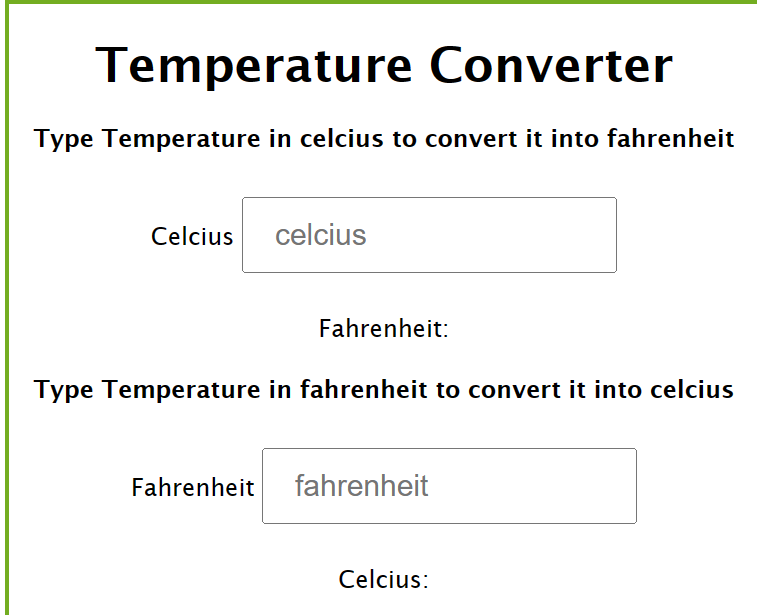 Temperature Converter
Type Temperature in celcius to convert it into fahrenheit
Celcius celcius
Fahrenheit:
Type Temperature in fahrenheit to convert it into celcius
Fahrenheit fahrenheit
Celcius: